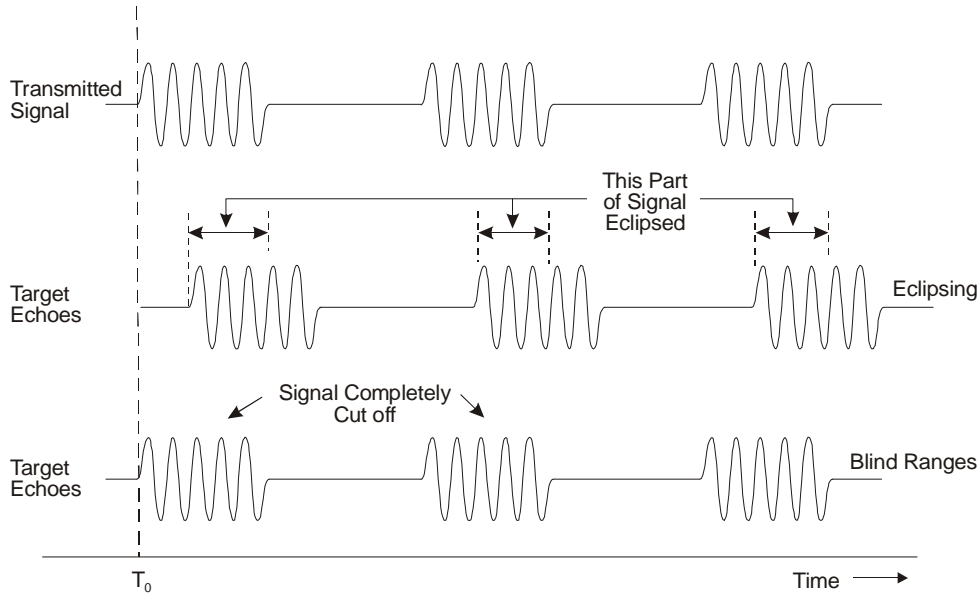 Transmitted
Signal
This Part
of Signal
Eclipsed
Target
Echoes
Eclipsing
Signal Completely
Cut off
Target
Echoes
Blind Ranges
T0
Time